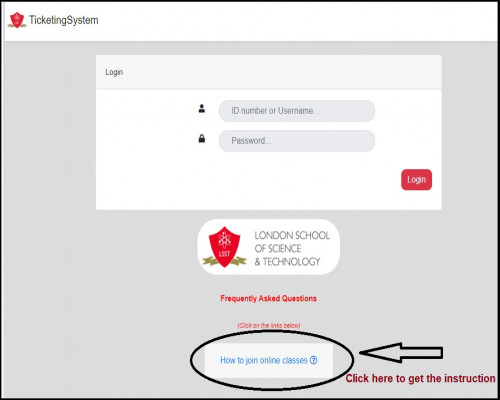 TicketingSystem
Login
ID number or Username...
Password...
Login
LSST
LONDON SCHOOL
OF SCIENCE
& TECHNOLOGY
Frequently Asked Questions
(Click on the links below)
How to join online classes
Click here to get the instruction